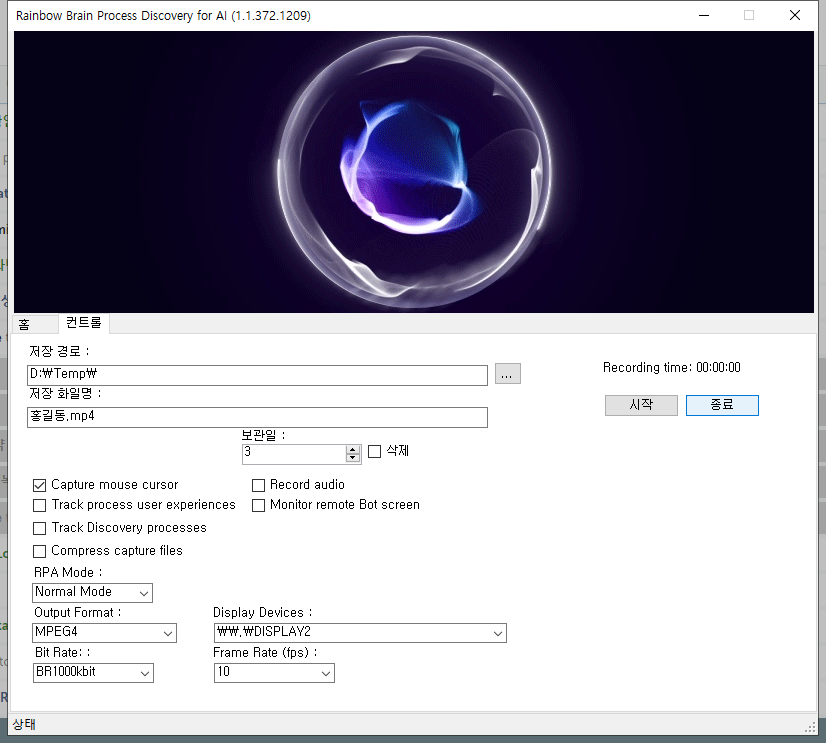 Rainbow Brain Process Discovery for AI (1.1.372.1209)
홈
컨트롤
저장 경로 :
D:₩Temp₩
...
Recording time: 00:00:00
저장 화일명 :
홍길동.mp4
시작
종료
보관일 :
3
삭제
Capture mouse cursor
Record audio
Track process user experiences
Monitor remote Bot screen
Track Discovery processes
Compress capture files
RPA Mode :
Normal Mode
Output Format :
Display Devices :
MPEG4
₩₩.₩DISPLAY2
Bit Rate: :
Frame Rate (fps) :
BR1000kbit
10
상태